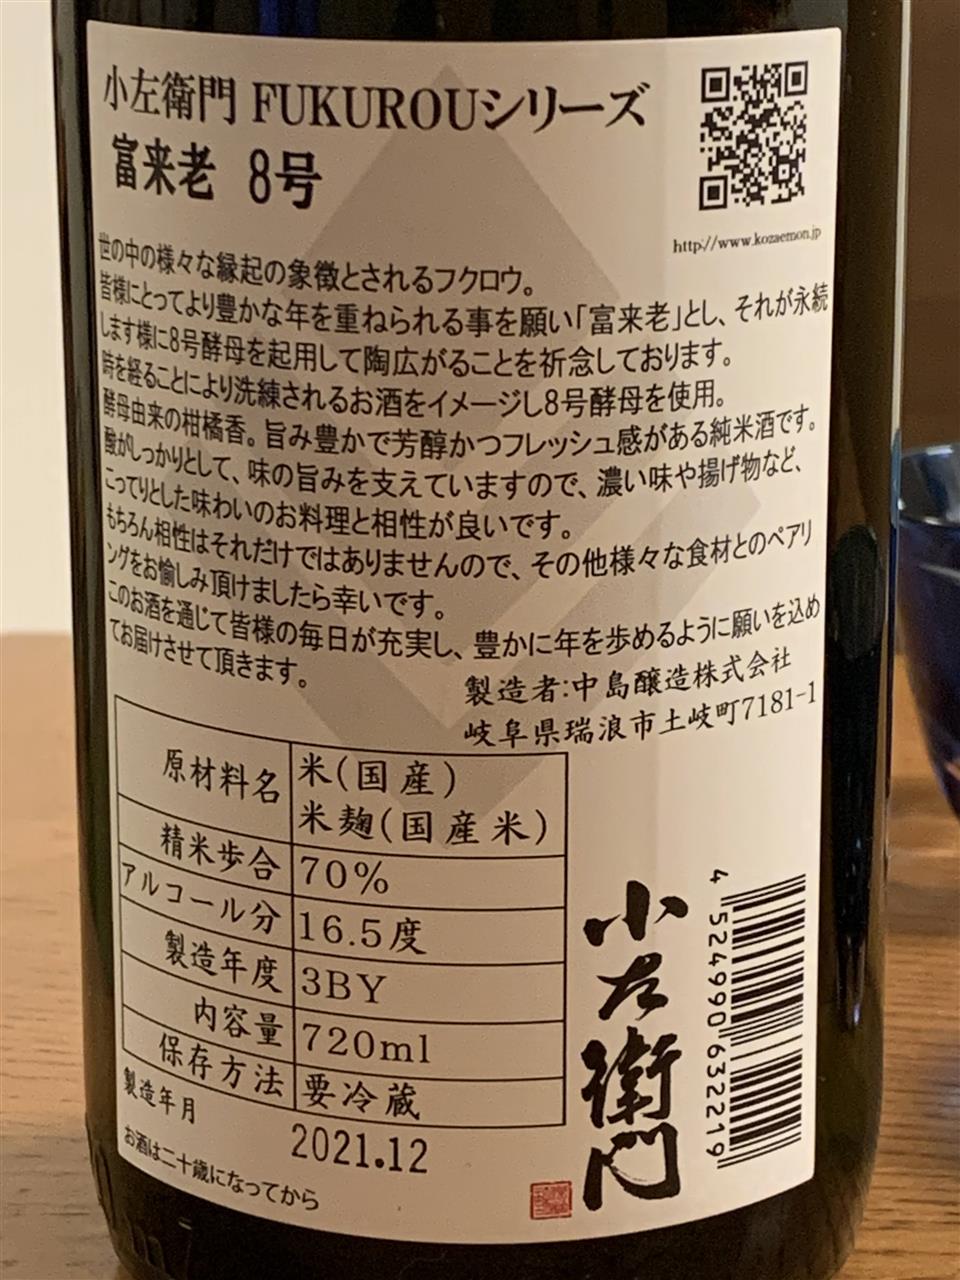 小左衛門 FUKUROUシリーズ
富来老 8号
http://www.kozaemon.jp
世の中の様々な縁起の象徴とされるフクロウ。
皆様にとってより豊かな年を重ねられる事を願い「富来老」とし、それが永続
します様に8号酵母を起用して陶広がることを祈念しております。
時を経ることにより洗練されるお酒をイメージし8号酵母を使用。
酵母由来の柑橘香。旨み豊かで芳醇かつフレッシュ感がある純米酒です。
酸がしっかりとして、味の旨みを支えていますので、濃い味や揚げ物など、
こってりとした味わいのお料理と相性が良いです。
もちろん相性はそれだけではありませんので、その他様々な食材とのペアリ
ングをお愉しみ頂けましたら幸いです。
このお酒を通じて皆様の毎日が充実し、豊かに年を歩めるように願いを込め
てお届けさせて頂きます。
製造者:中島醸造株式会社
岐阜県瑞浪市土岐町7181-1
原材料名 米(国産)
米麹(国産米)
精米歩合 70%
アルコール分 16.5度
製造年度 3BY
内容量 720ml
保存方法 要冷蔵
製造年月 2021.12
お酒は二十歳になってから
小左衛門
4 524990 632219